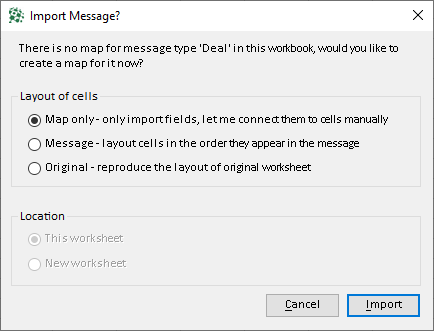 Import Message?
There is no map for message type 'Deal' in this workbook, would you like to
create a map for it now?
Layout of cells
Map only - only import fields, let me connect them to cells manually
Message - layout cells in the order they appear in the message
Original - reproduce the layout of original worksheet
Location
This worksheet
New worksheet
Cancel Import